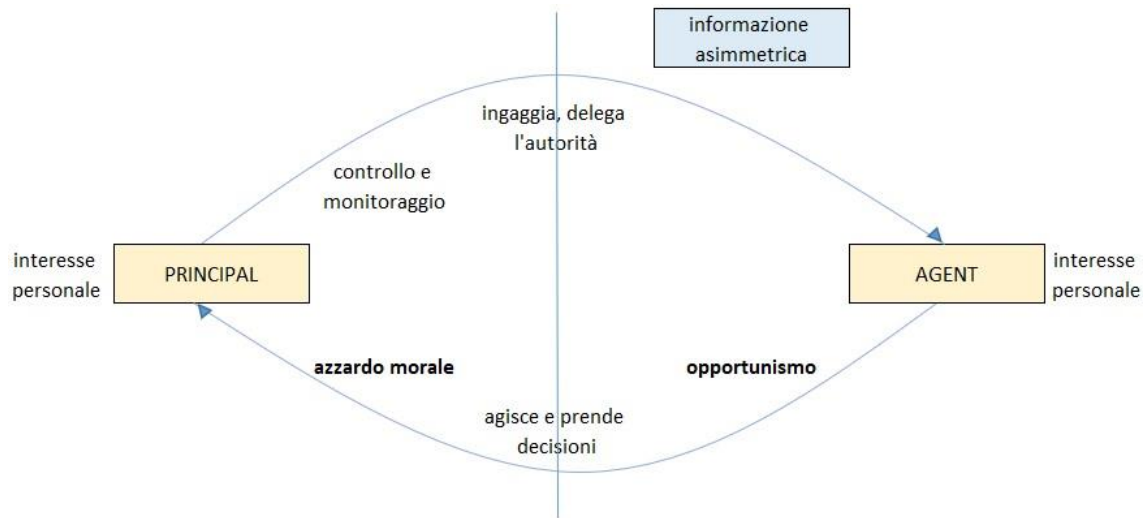 informazione
asimmetrica
ingaggia, delega
l'autorità
controllo e
monitoraggio
interesse
personale
PRINCIPAL
AGENT
interesse
personale
azzardo morale
opportunismo
agisce e prende
decisioni